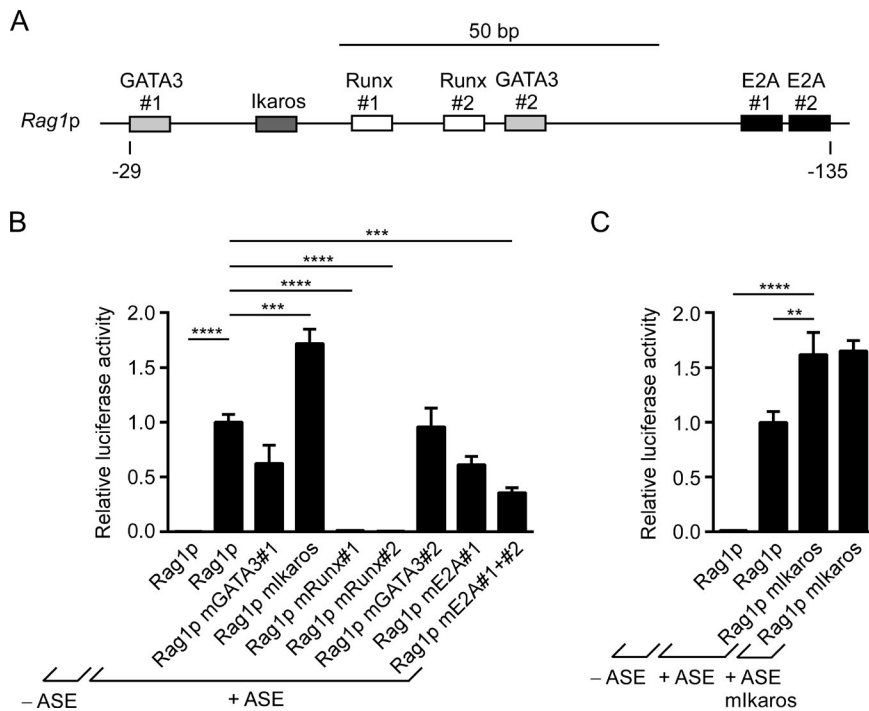 A
50 bp
GATA3 #1
Ikaros
Runx #1
Runx #2
GATA3 #2
E2A #1
E2A #2
Rag1p
-29
-135
B
***
****
****
***
****
Relative luciferase activity
2.0
1.5
1.0
0.5
0.0
Rag1p
Rag1p
Rag1p mGATA3#1
Rag1p mIkaros
Rag1p mRunx#1
Rag1p mRunx#2
Rag1p mGATA3#2
Rag1p mE2A#1
Rag1p mE2A#1+#2
– ASE
+ ASE
C
****
**
Relative luciferase activity
2.0
1.5
1.0
0.5
0.0
Rag1p
Rag1p
Rag1p mIkaros
Rag1p mIkaros
– ASE
+ ASE
+ ASE
mIkaros